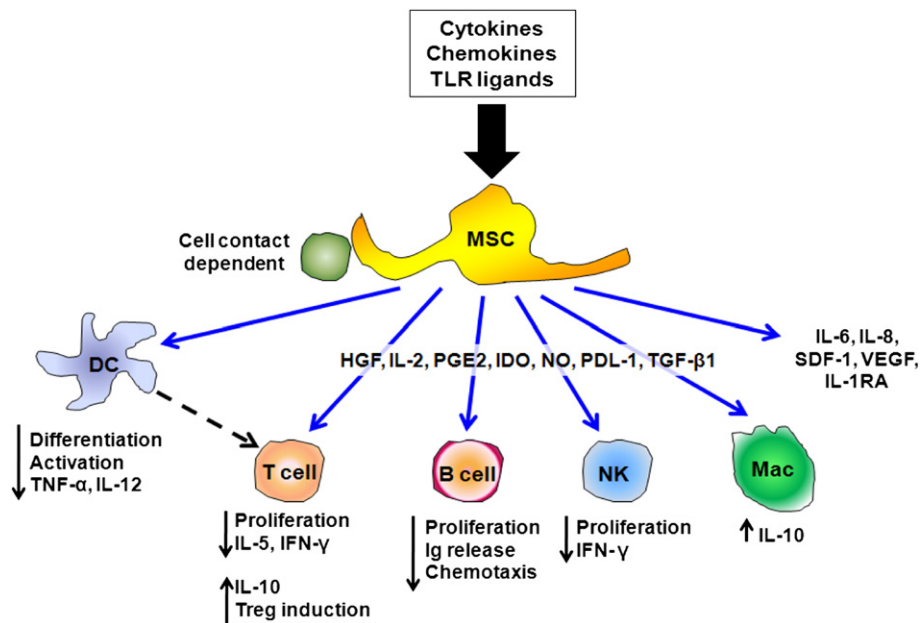 Cytokines
Chemokines
TLR ligands
MSC
Cell contact
dependent
DC
HGF, IL-2, PGE2, IDO, NO, PDL-1, TGF-β1
IL-6, IL-8,
SDF-1, VEGF,
IL-1RA
Differentiation
Activation
TNF-α, IL-12
T cell
B cell
NK
Mac
Proliferation
IL-5, IFN-γ
IL-10
Treg induction
Proliferation
Ig release
Chemotaxis
Proliferation
IFN-γ
IL-10